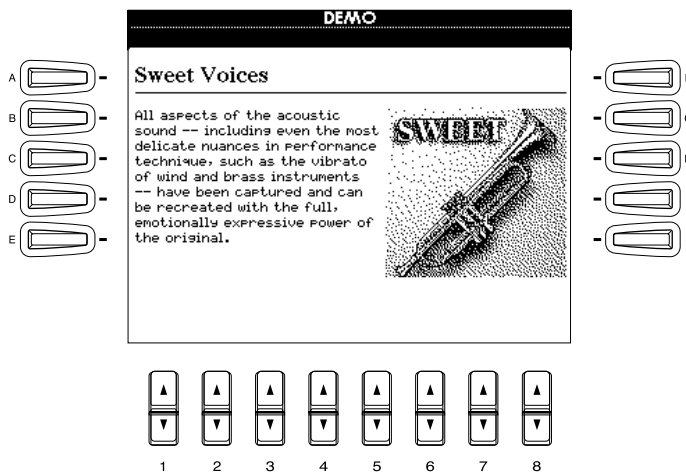 DEMO
Sweet Voices
All aspects of the acoustic
sound -- including even the most
delicate nuances in performance
technique, such as the vibrato
of wind and brass instruments
-- have been captured and can
be recreated with the full,
emotionally expressive power of
the original.
SWEET
A
B
C
D
E
1 2 3 4 5 6 7 8